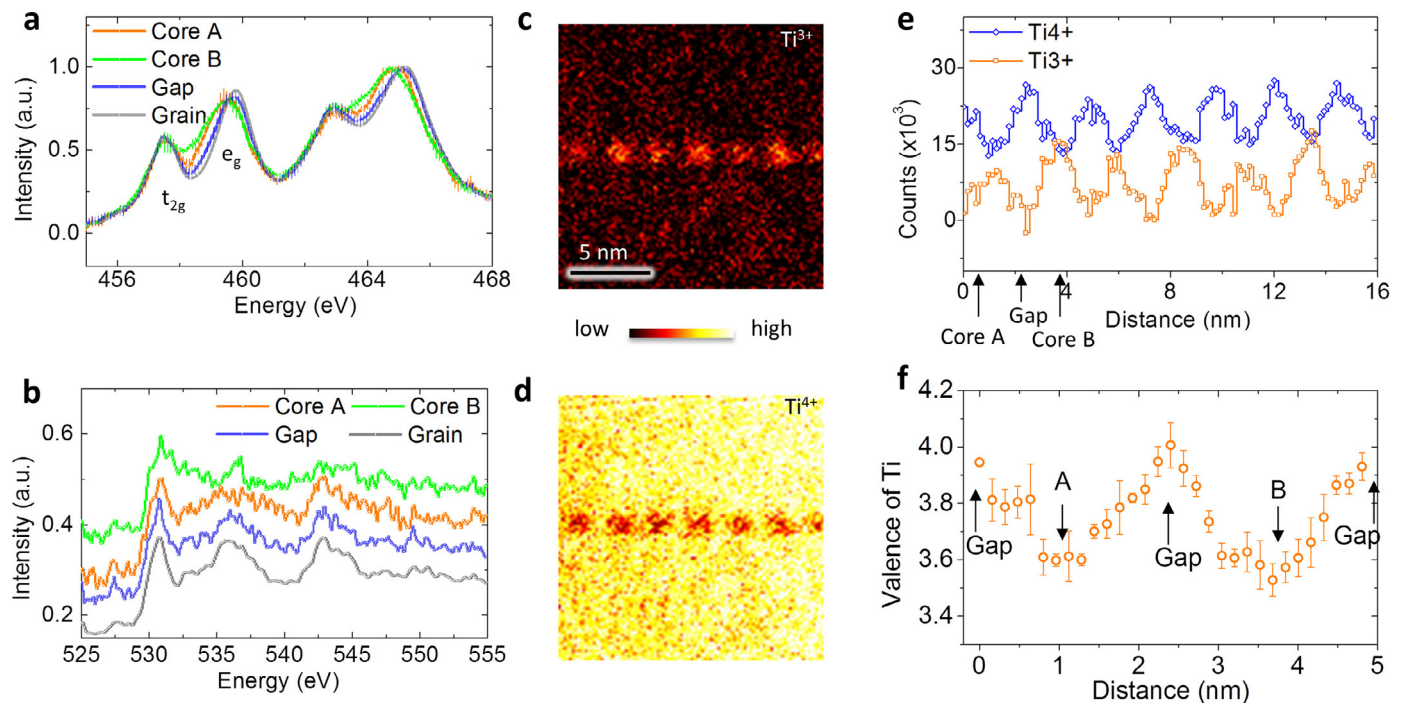 a
Core A
Core B
Gap
Grain
Intensity (a.u.)
1.0
0.5
0.0
t2g
eg
456 460 464 468
Energy (eV)
b
Core A Core B
Gap Grain
Intensity (a.u.)
0.6
0.4
0.2
525 530 535 540 545 550 555
Energy (eV)
c
Ti3+
5 nm
low high
d
Ti4+
e
Ti4+
Ti3+
Counts (x10³)
30
15
0
0 4 8 12 16
Distance (nm)
Core A
Gap
Core B
f
Valence of Ti
4.2
4.0
3.8
3.6
3.4
Gap
A
Gap
B
Gap
0 1 2 3 4 5
Distance (nm)